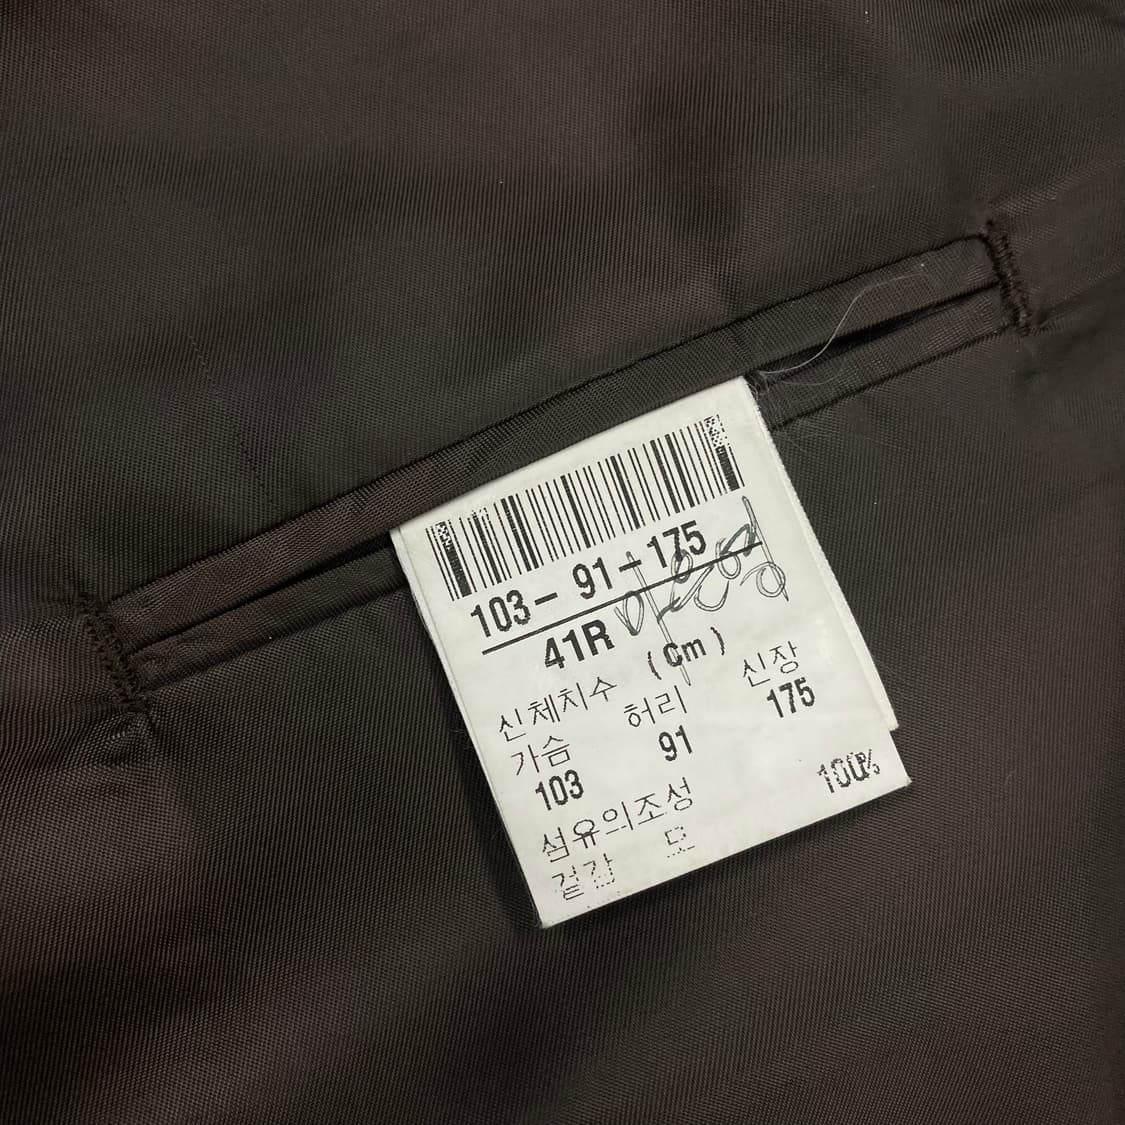 103- 91-175
41R
(Cm)
신체치수
가슴 허리 신장
103 91 175
섬유의조성
겉감 모 100%